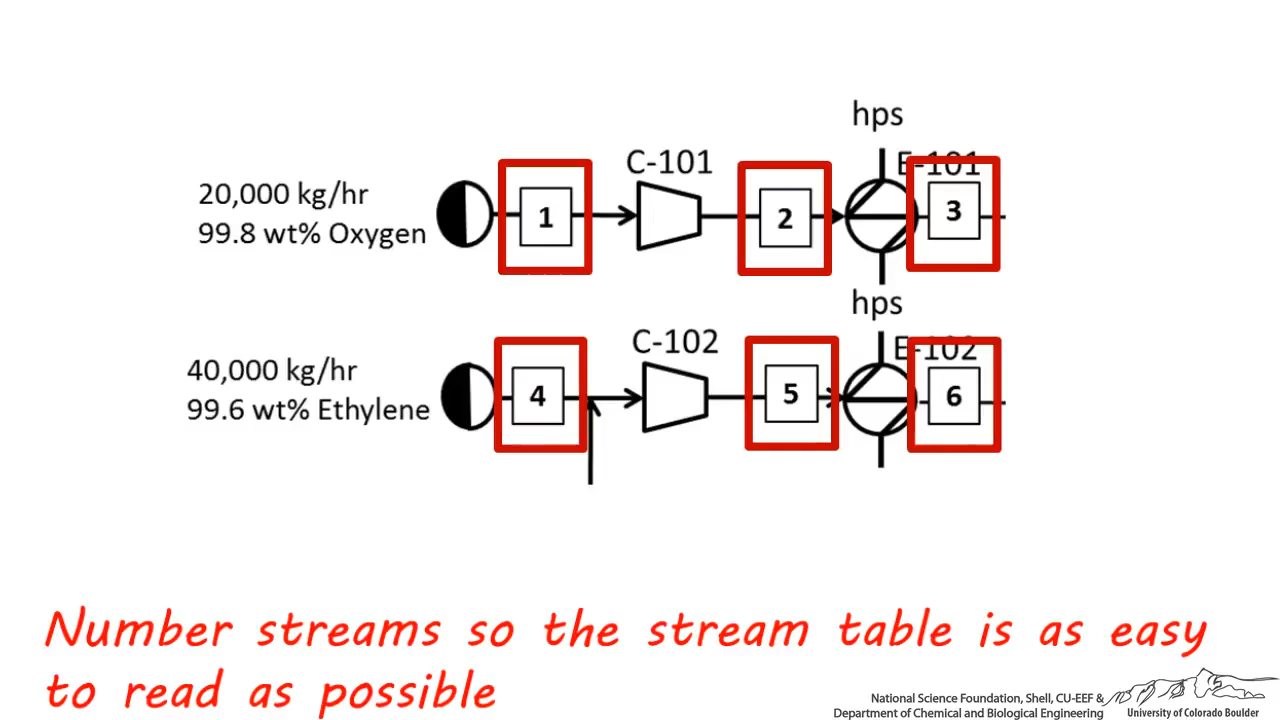 hps
C-101
E-101
20,000 kg/hr
99.8 wt% Oxygen
1
2
3
hps
C-102
E-102
40,000 kg/hr
99.6 wt% Ethylene
4
5
6
Number streams so the stream table is as easy
to read as possible
National Science Foundation, Shell, CU-EEF &
Department of Chemical and Biological Engineering
University of Colorado Boulder